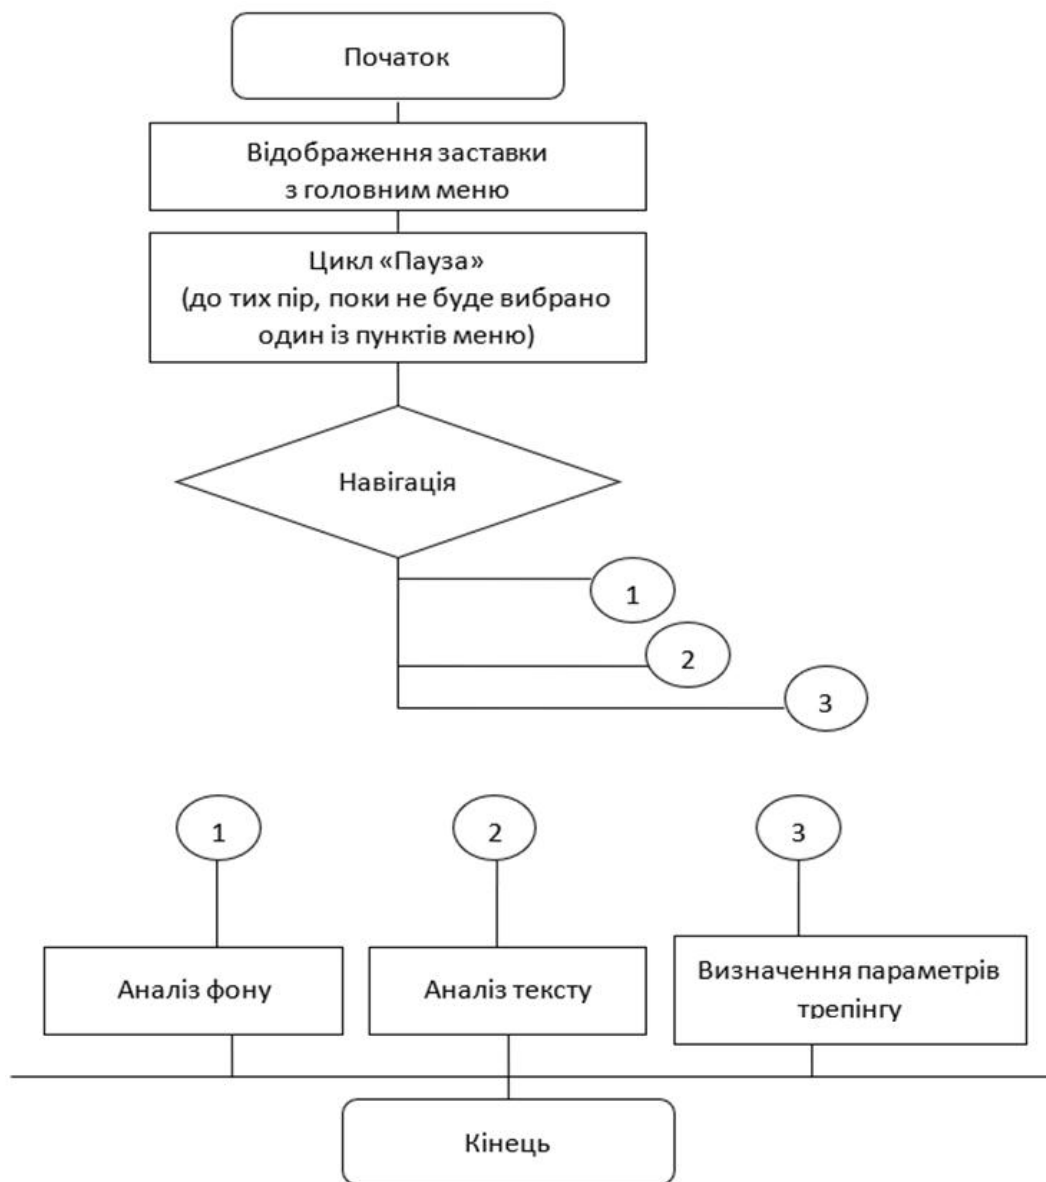 Початок
Відображення заставки
з головним меню
Цикл «Пауза»
(до тих пір, поки не буде вибрано
один із пунктів меню)
Навігація
1
2
3
1
2
3
Аналіз фону
Аналіз тексту
Визначення параметрів
трепінгу
Кінець